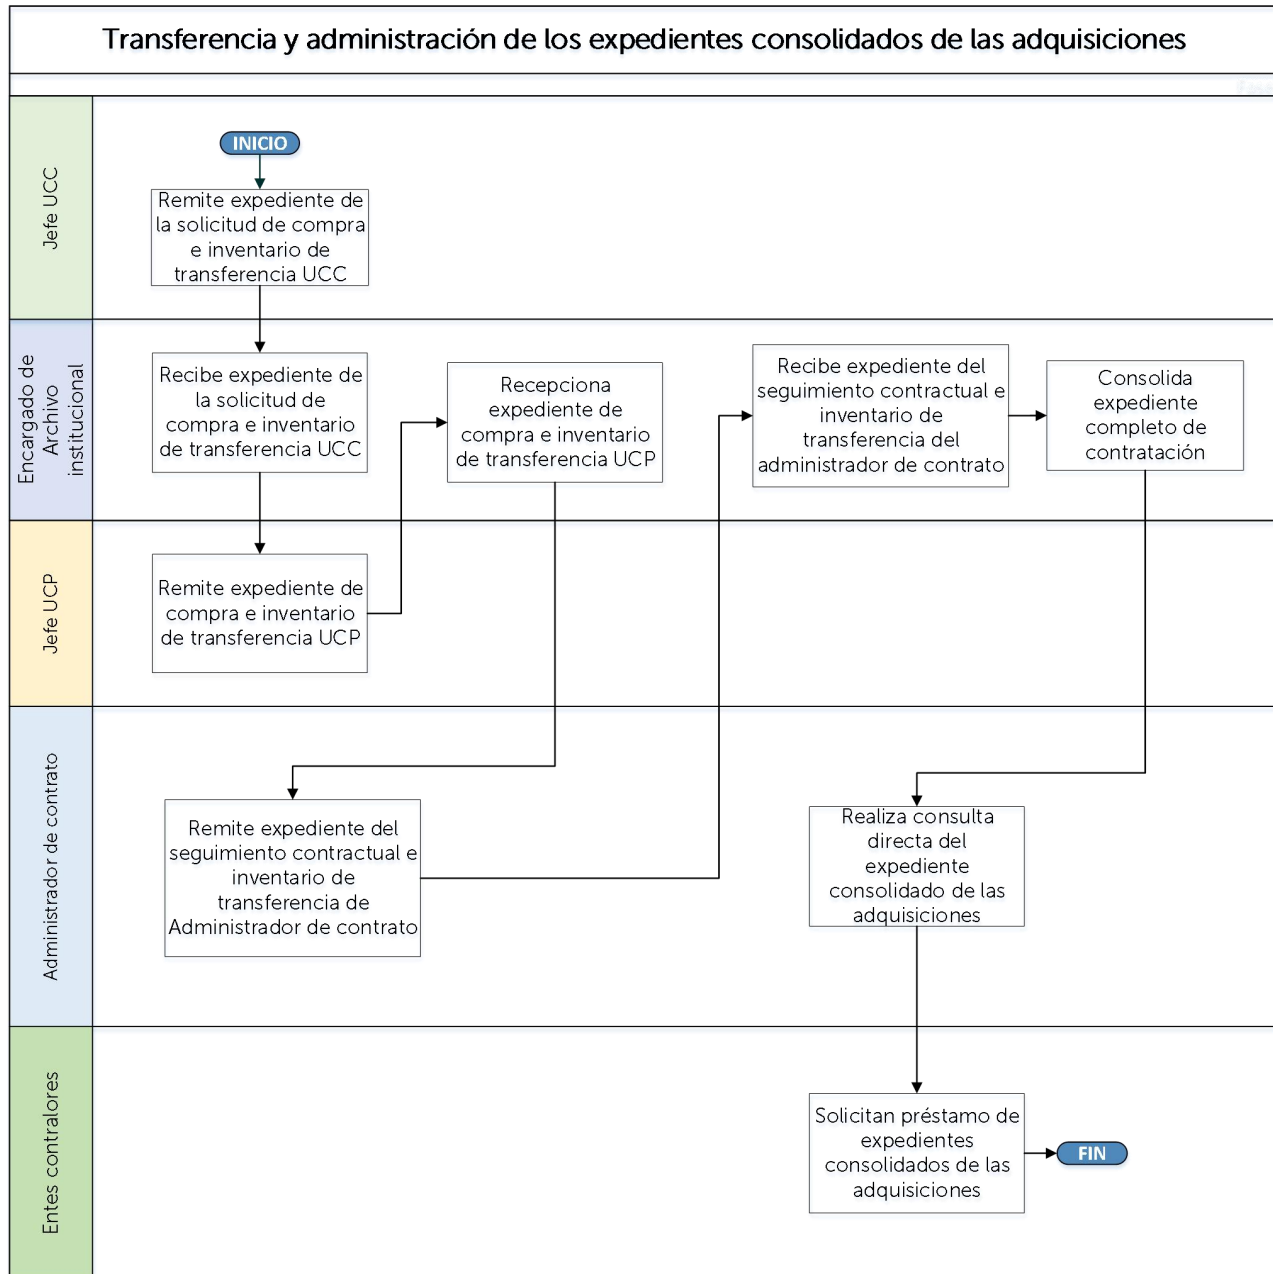 Transferencia y administración de los expedientes consolidados de las adquisiciones
Jefe UCC
INICIO
Remite expediente de
la solicitud de compra
e inventario de
transferencia UCC
Encargado de
Archivo
institucional
Recibe expediente de
la solicitud de
compra e inventario
de transferencia UCC
Recepciona
expediente de
compra e inventario
de transferencia UCP
Recibe expediente del
seguimiento contractual e
inventario de
transferencia del
administrador de contrato
Consolida
expediente
completo de
contratación
Jefe UCP
Remite expediente de
compra e inventario
de transferencia UCP
Administrador de contrato
Remite expediente del
seguimiento contractual e
inventario de
transferencia de
Administrador de contrato
Realiza consulta
directa del
expediente
consolidado de las
adquisiciones
Entes contralores
Solicitan préstamo de
expedientes
consolidados de las
adquisiciones
FIN